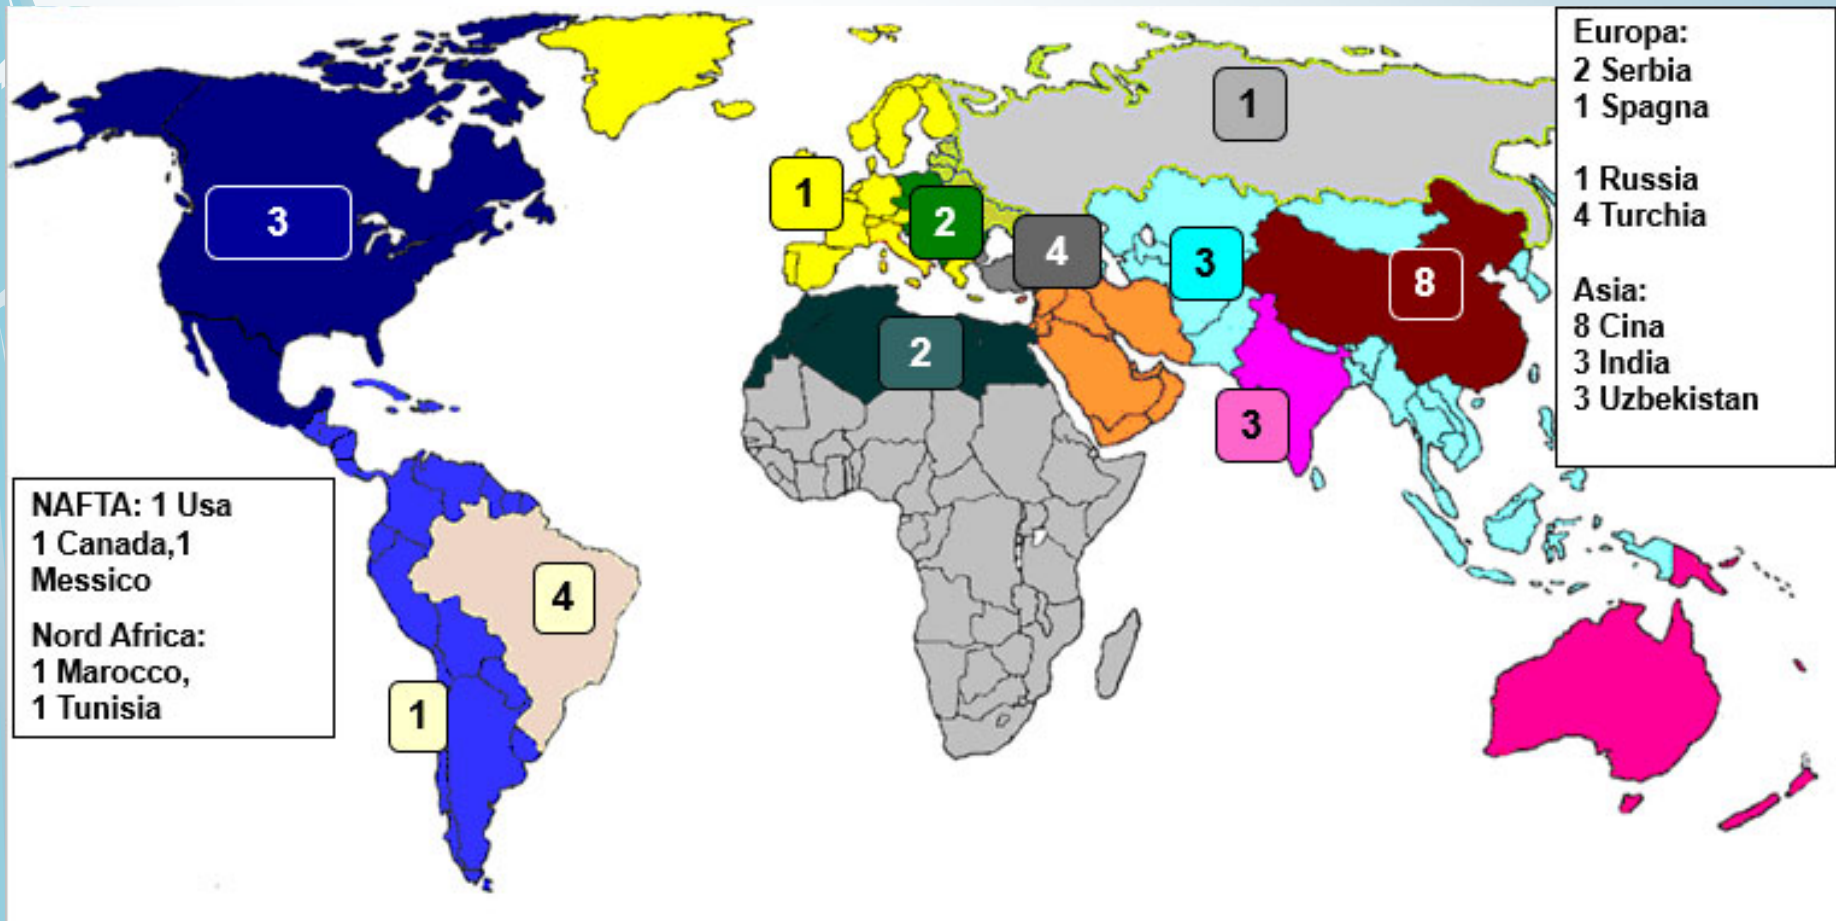 1
3
1
2
4
3
8
2
3
4
1
Europa:
2 Serbia
1 Spagna
1 Russia
4 Turchia
Asia:
8 Cina
3 India
3 Uzbekistan
NAFTA: 1 Usa
1 Canada,1
Messico
Nord Africa:
1 Marocco,
1 Tunisia